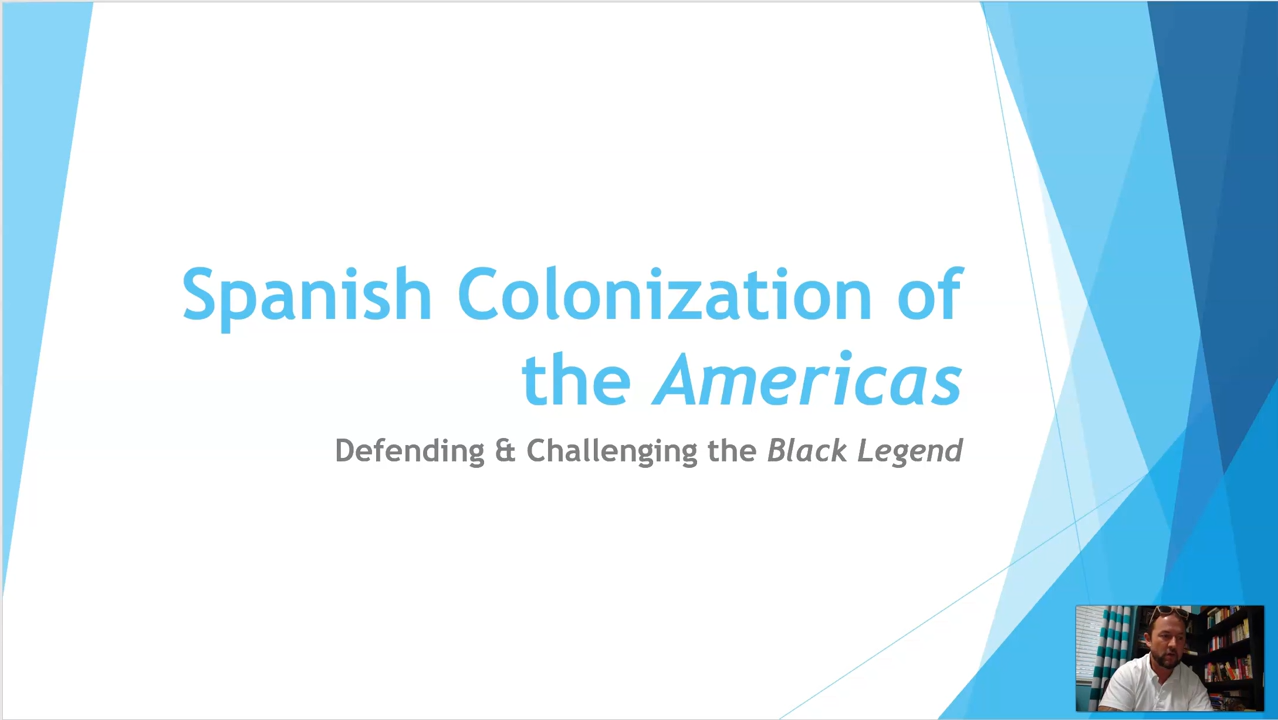 Spanish Colonization of
the Americas
Defending & Challenging the Black Legend